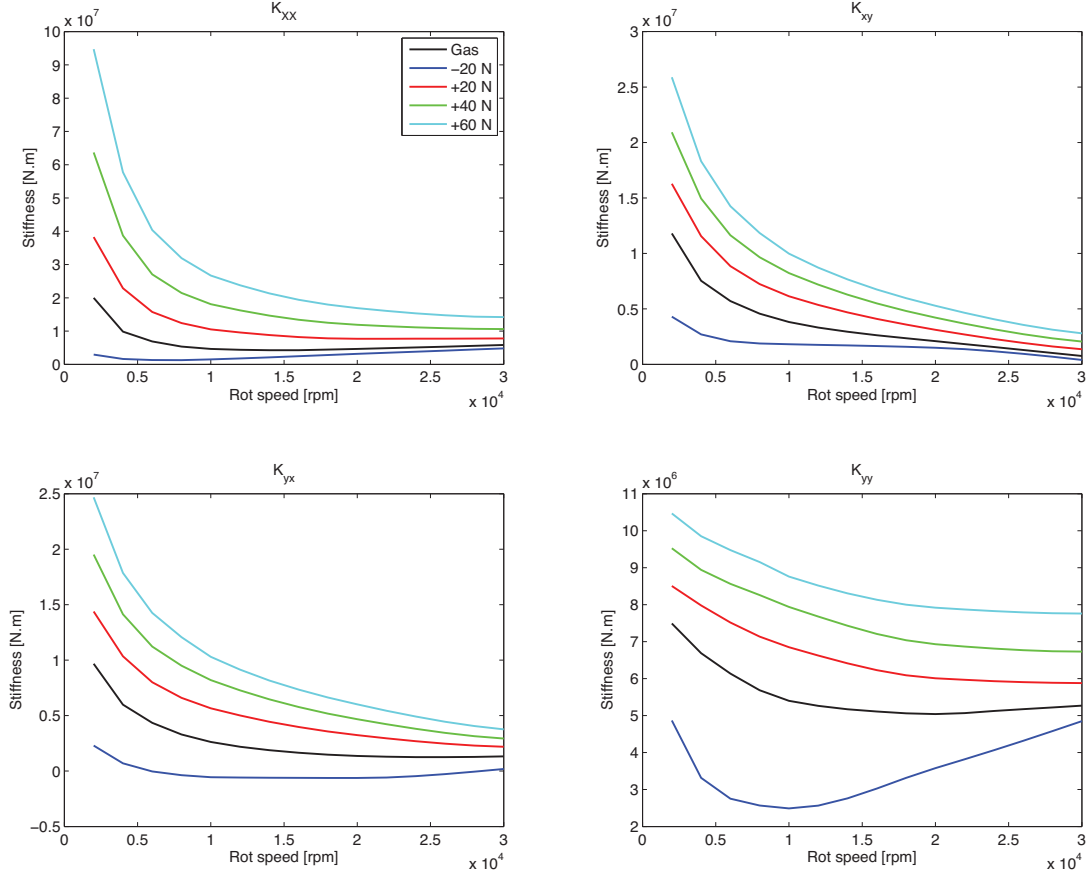 K_XX
x 10^7
10
9
8
7
6
5
4
3
2
1
0
Stiffness [N.m]
0 0.5 1 1.5 2 2.5 3
Rot speed [rpm]
x 10^4
Gas
−20 N
+20 N
+40 N
+60 N
K_xy
x 10^7
3
2.5
2
1.5
1
0.5
0
Stiffness [N.m]
0 0.5 1 1.5 2 2.5 3
Rot speed [rpm]
x 10^4
K_yx
x 10^7
2.5
2
1.5
1
0.5
0
−0.5
Stiffness [N.m]
0 0.5 1 1.5 2 2.5 3
Rot speed [rpm]
x 10^4
K_yy
x 10^6
11
10
9
8
7
6
5
4
3
2
Stiffness [N.m]
0 0.5 1 1.5 2 2.5 3
Rot speed [rpm]
x 10^4